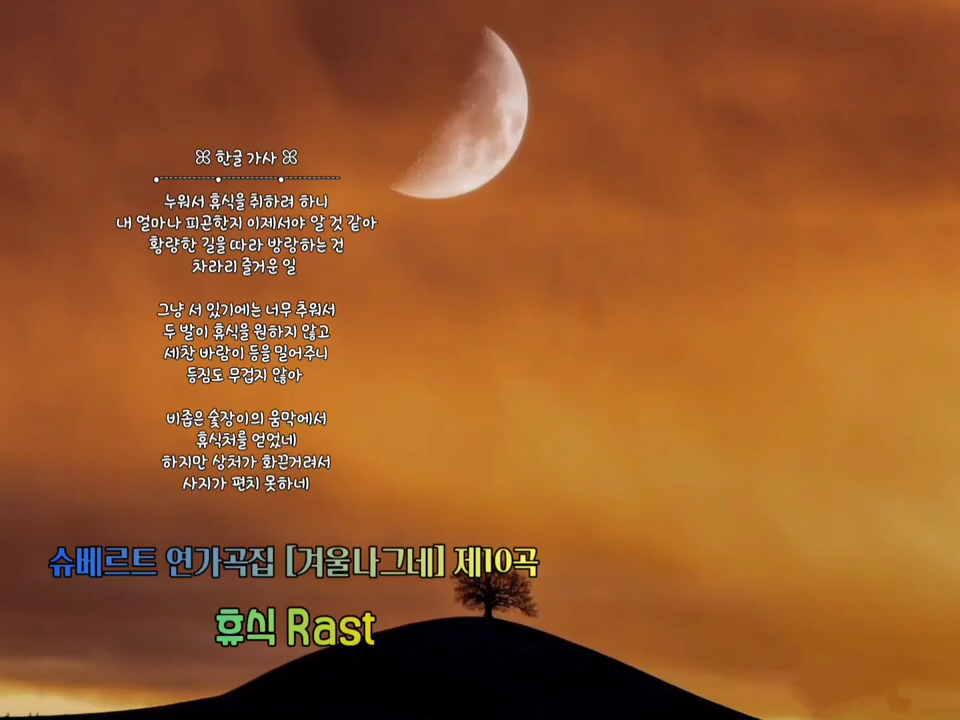 ꕤ 한글 가사 ꕤ
누워서 휴식을 취하려 하니
내 얼마나 피곤한지 이제서야 알 것 같아
황량한 길을 따라 방랑하는 건
차라리 즐거운 일
그냥 서 있기에는 너무 추워서
두 발이 휴식을 원하지 않고
세찬 바람이 등을 밀어주니
등짐도 무겁지 않아
비좁은 숯장이의 움막에서
휴식처를 얻었네
하지만 상처가 화끈거려서
사지가 편치 못하네
슈베르트 연가곡집 [겨울나그네] 제10곡
휴식 Rast